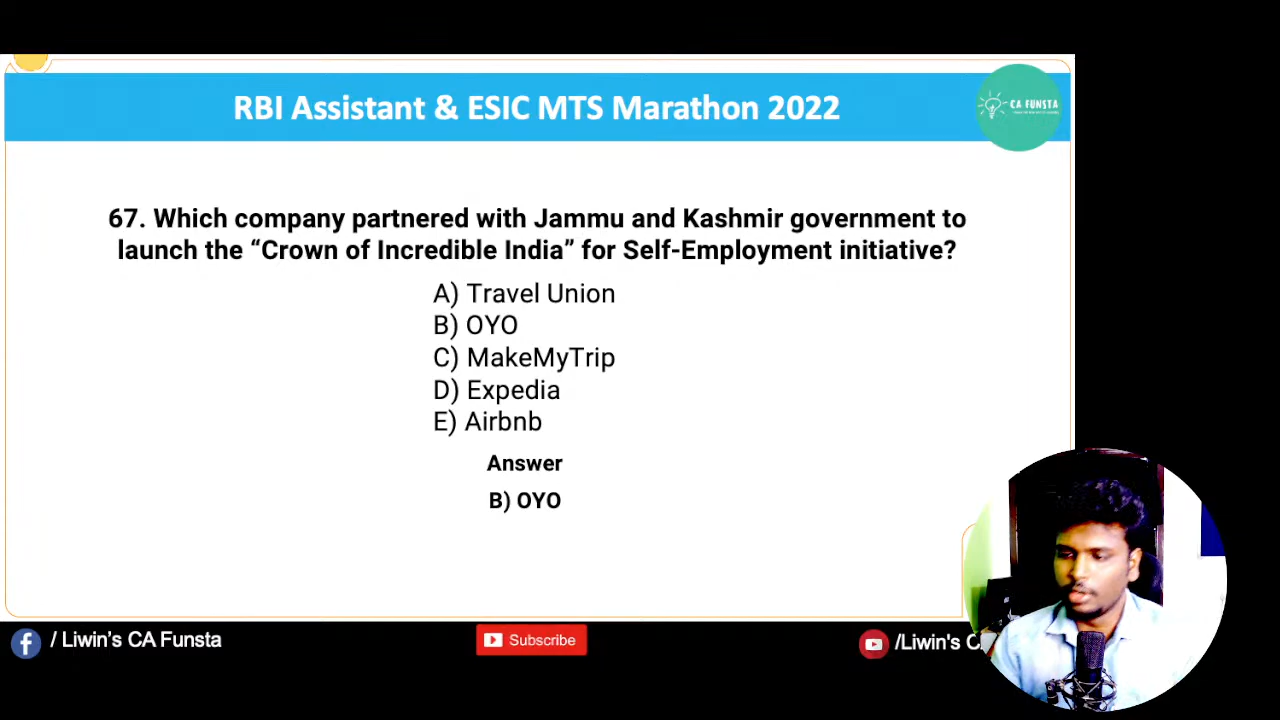 RBI Assistant & ESIC MTS Marathon 2022
CA FUNSTA
67. Which company partnered with Jammu and Kashmir government to
launch the “Crown of Incredible India” for Self-Employment initiative?
A) Travel Union
B) OYO
C) MakeMyTrip
D) Expedia
E) Airbnb
Answer
B) OYO
/ Liwin's CA Funsta
Subscribe
/Liwin's C